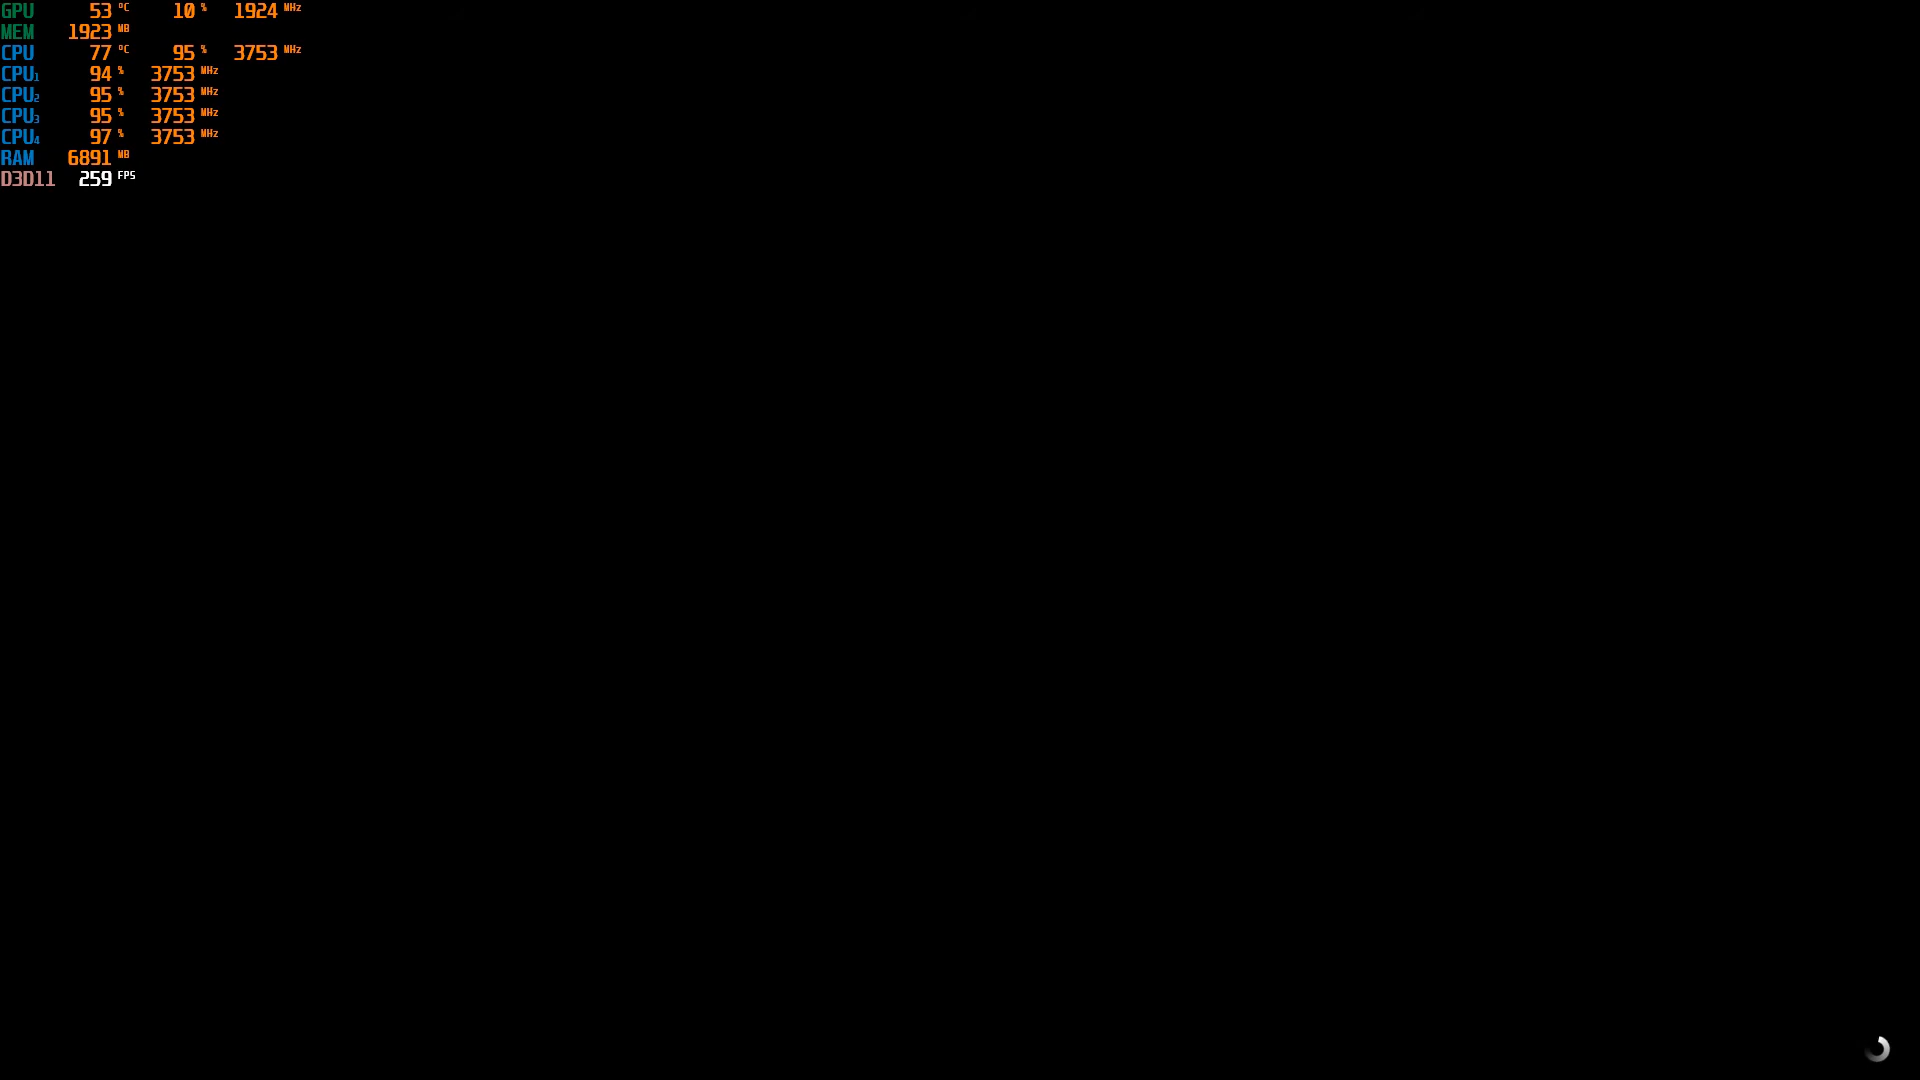 GPU 53 °C 10 % 1924 MHz
MEM 1923 MB
CPU 77 °C 95 % 3753 MHz
CPU1 94 % 3753 MHz
CPU2 95 % 3753 MHz
CPU3 95 % 3753 MHz
CPU4 97 % 3753 MHz
RAM 6891 MB
D3D11 259 FPS